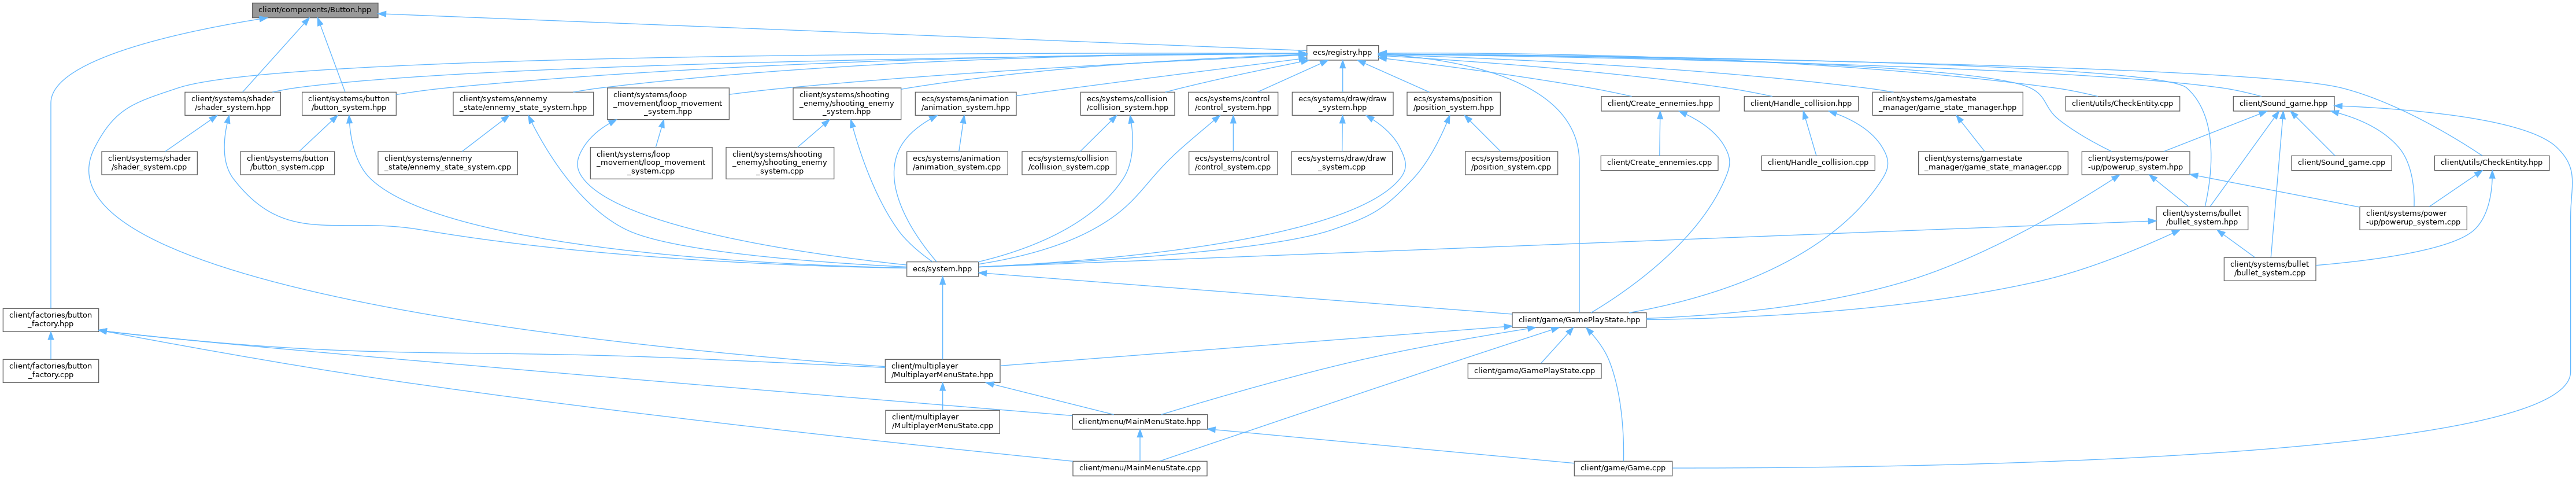 client/components/Button.hpp
ecs/registry.hpp
client/systems/shader
/shader_system.hpp
client/systems/button
/button_system.hpp
client/systems/ennemy
_state/ennemy_state_system.hpp
client/systems/loop
_movement/loop_movement
_system.hpp
client/systems/shooting
_enemy/shooting_enemy
_system.hpp
ecs/systems/animation
/animation_system.hpp
ecs/systems/collision
/collision_system.hpp
ecs/systems/control
/control_system.hpp
ecs/systems/draw/draw
_system.hpp
ecs/systems/position
/position_system.hpp
client/Create_ennemies.hpp
client/Handle_collision.hpp
client/systems/gamestate
_manager/game_state_manager.hpp
client/utils/CheckEntity.cpp
client/Sound_game.hpp
client/systems/shader
/shader_system.cpp
client/systems/button
/button_system.cpp
client/systems/ennemy
_state/ennemy_state_system.cpp
client/systems/loop
_movement/loop_movement
_system.cpp
client/systems/shooting
_enemy/shooting_enemy
_system.cpp
ecs/systems/animation
/animation_system.cpp
ecs/systems/collision
/collision_system.cpp
ecs/systems/control
/control_system.cpp
ecs/systems/draw/draw
_system.cpp
ecs/systems/position
/position_system.cpp
client/Create_ennemies.cpp
client/Handle_collision.cpp
client/systems/gamestate
_manager/game_state_manager.cpp
client/systems/power
-up/powerup_system.hpp
client/Sound_game.cpp
client/utils/CheckEntity.hpp
client/systems/bullet
/bullet_system.hpp
client/systems/power
-up/powerup_system.cpp
ecs/system.hpp
client/systems/bullet
/bullet_system.cpp
client/factories/button
_factory.hpp
client/game/GamePlayState.hpp
client/factories/button
_factory.cpp
client/multiplayer
/MultiplayerMenuState.hpp
client/game/GamePlayState.cpp
client/multiplayer
/MultiplayerMenuState.cpp
client/menu/MainMenuState.hpp
client/menu/MainMenuState.cpp
client/game/Game.cpp